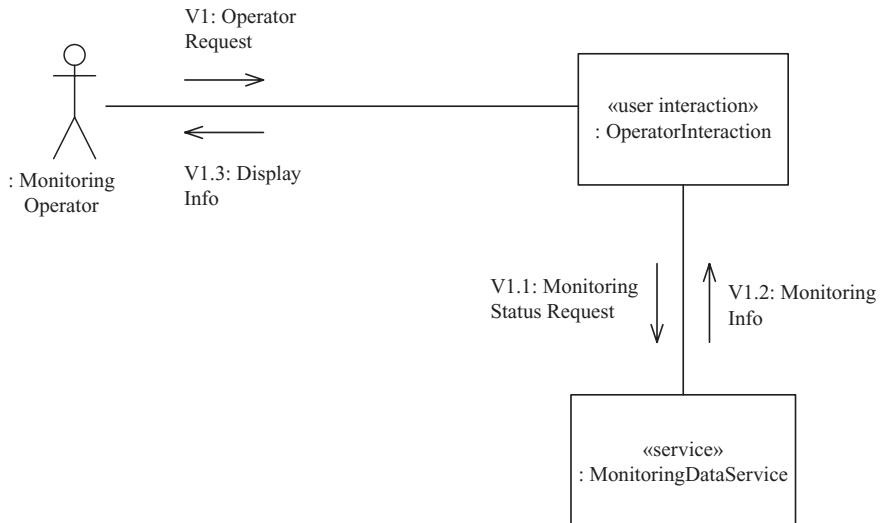 V1: Operator
Request
«user interaction»
: OperatorInteraction
V1.3: Display
Info
: Monitoring
Operator
V1.1: Monitoring
Status Request
V1.2: Monitoring
Info
«service»
: MonitoringDataService